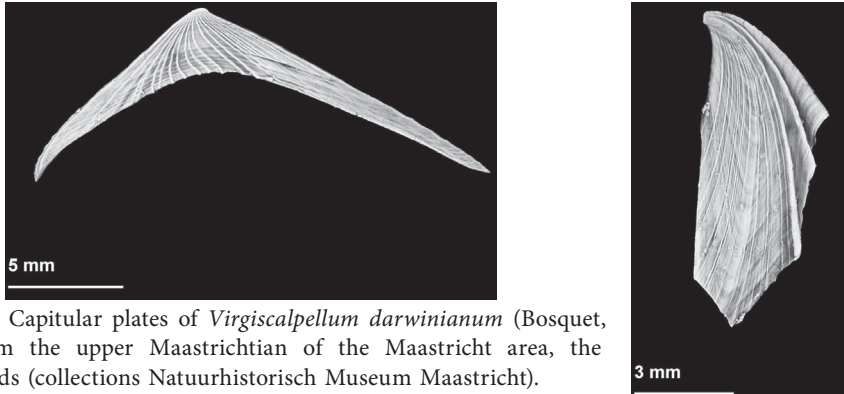 5 mm
Capitular plates of Virgiscalpellum darwinianum (Bosquet,
the upper Maastrichtian of the Maastricht area, the
(collections Natuurhistorisch Museum Maastricht).
3 mm